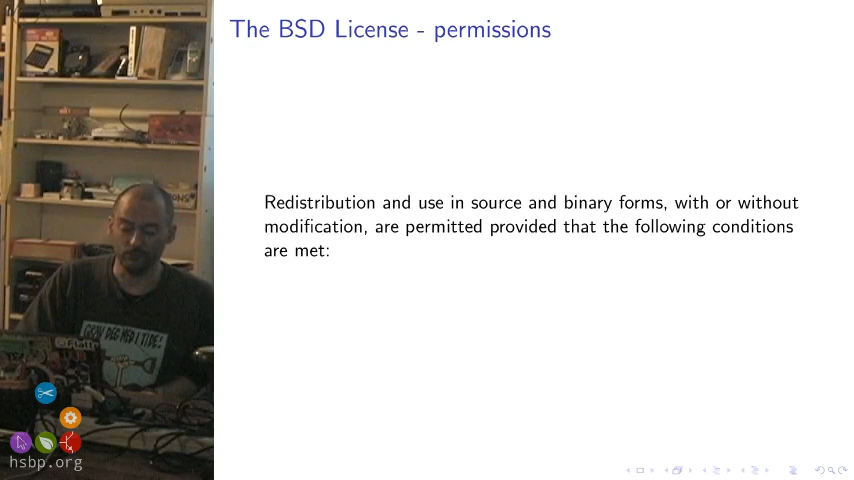 The BSD License - permissions
Redistribution and use in source and binary forms, with or without
modification, are permitted provided that the following conditions
are met:
hsbp.org